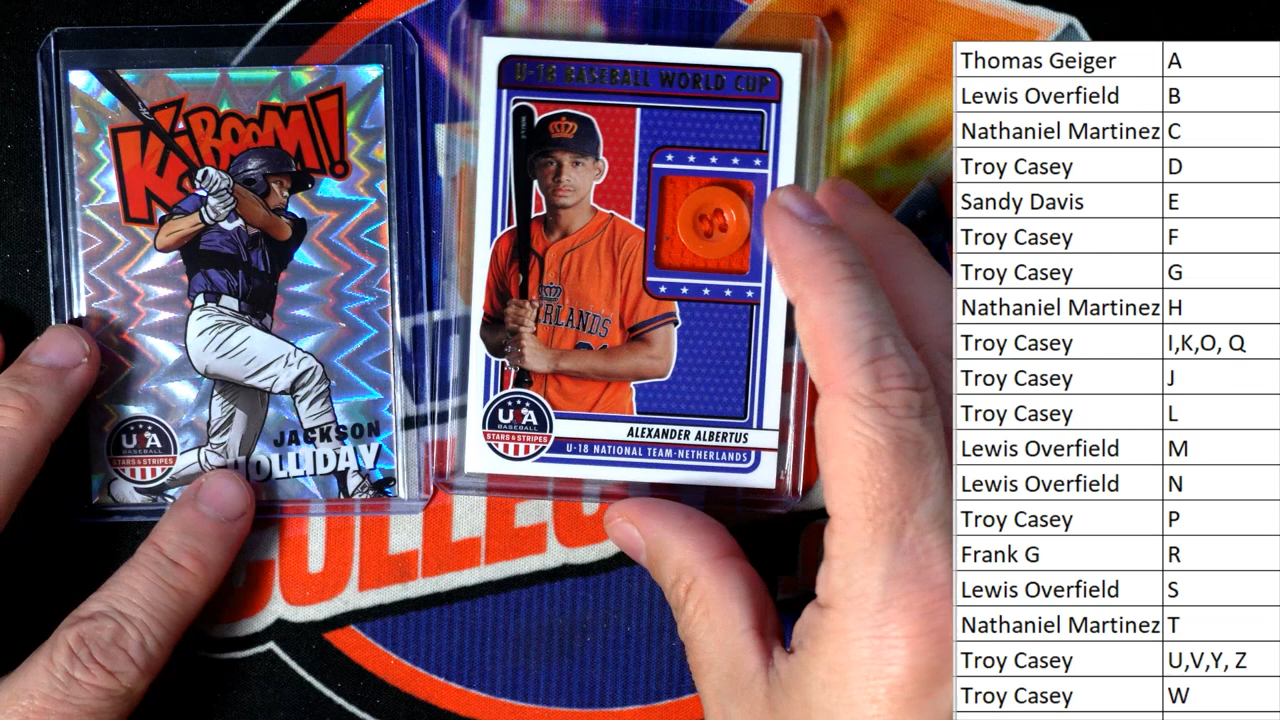 KABOOM!
USA
BASEBALL
STARS & STRIPES
JACKSON
HOLLIDAY
U-18 BASEBALL WORLD CUP
USA
BASEBALL
STARS & STRIPES
ALEXANDER ALBERTUS
U-18 NATIONAL TEAM-NETHERLANDS
Thomas Geiger A
Lewis Overfield B
Nathaniel Martinez C
Troy Casey D
Sandy Davis E
Troy Casey F
Troy Casey G
Nathaniel Martinez H
Troy Casey I,K,O, Q
Troy Casey J
Troy Casey L
Lewis Overfield M
Lewis Overfield N
Troy Casey P
Frank G R
Lewis Overfield S
Nathaniel Martinez T
Troy Casey U,V,Y, Z
Troy Casey W